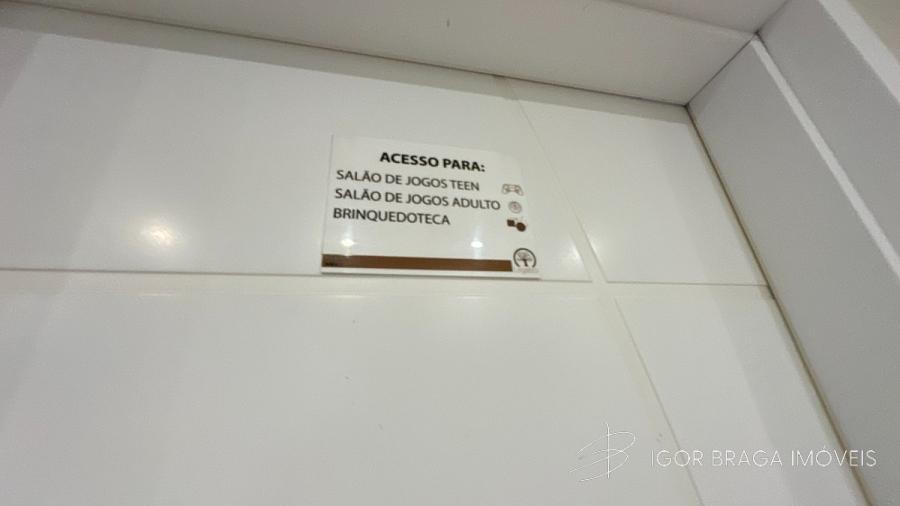 ACESSO PARA:
SALÃO DE JOGOS TEEN
SALÃO DE JOGOS ADULTO
BRINQUEDOTECA
IGOR BRAGA IMÓVEIS